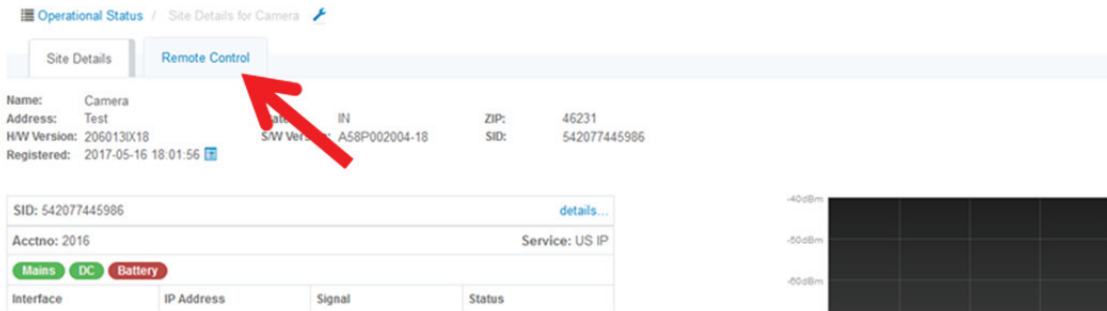 Operational Status / Site Details for Camera
Site Details Remote Control
Name: Camera
Address: Test IN ZIP: 46231
H/W Version: 206013IX18 S/W Version: A58P002004-18 SID: 542077445986
Registered: 2017-05-16 18:01:56
SID: 542077445986 details...
Acctno: 2016 Service: US IP
Mains DC Battery
Interface IP Address Signal Status
-40dBm
-50dBm
-60dBm